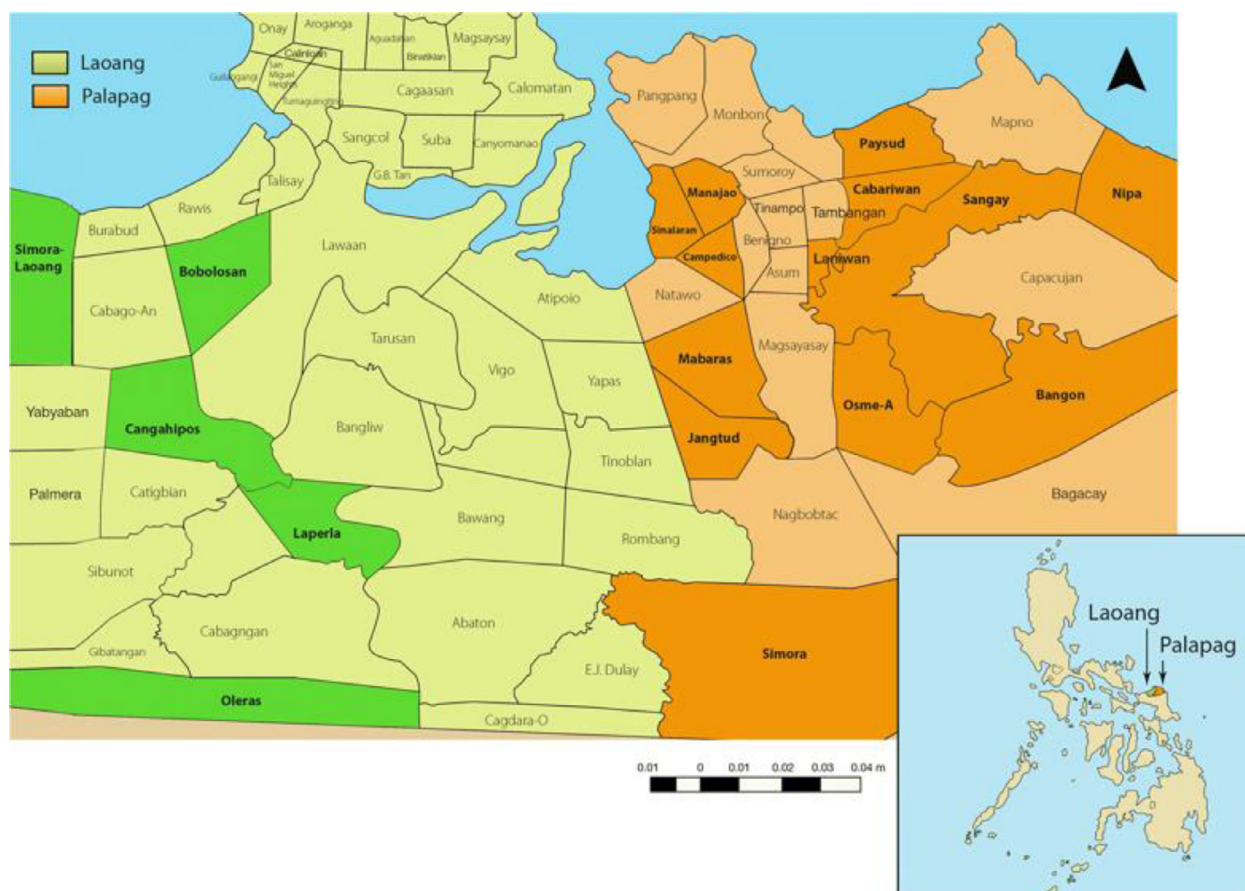 Laoang
Palapag
Onay
Aroganga
Aguadahan
Binatiklan
Magsaysay
Calintaan
San
Miguel
Heights
Cagaasan
Calomatan
Sangcol
Suba
Canyomanao
G.B. Tan
Talisay
Rawis
Burabud
Simora-
Laoang
Bobolosan
Cabago-An
Lawaan
Atipoio
Tarusan
Vigo
Yapas
Yabyaban
Cangahipos
Bangliw
Tinoblan
Palmera
Catigbian
Laperla
Bawang
Rombang
Sibunot
Cabagngan
Abaton
Gibatangan
E.J. Dulay
Oleras
Cagdara-O
Pangpang
Monbon
Mapno
Paysud
Sumoroy
Manajao
Cabariwan
Sangay
Nipa
Tinampo
Tambangan
Sinalaran
Benigno
Campedico
Laniwan
Asum
Capacujan
Natawo
Magsayasay
Mabaras
Osme-A
Bangon
Jangtud
Nagbobtac
Bagacay
Simora
0.01 0 0.01 0.02 0.03 0.04 m
Laoang
Palapag